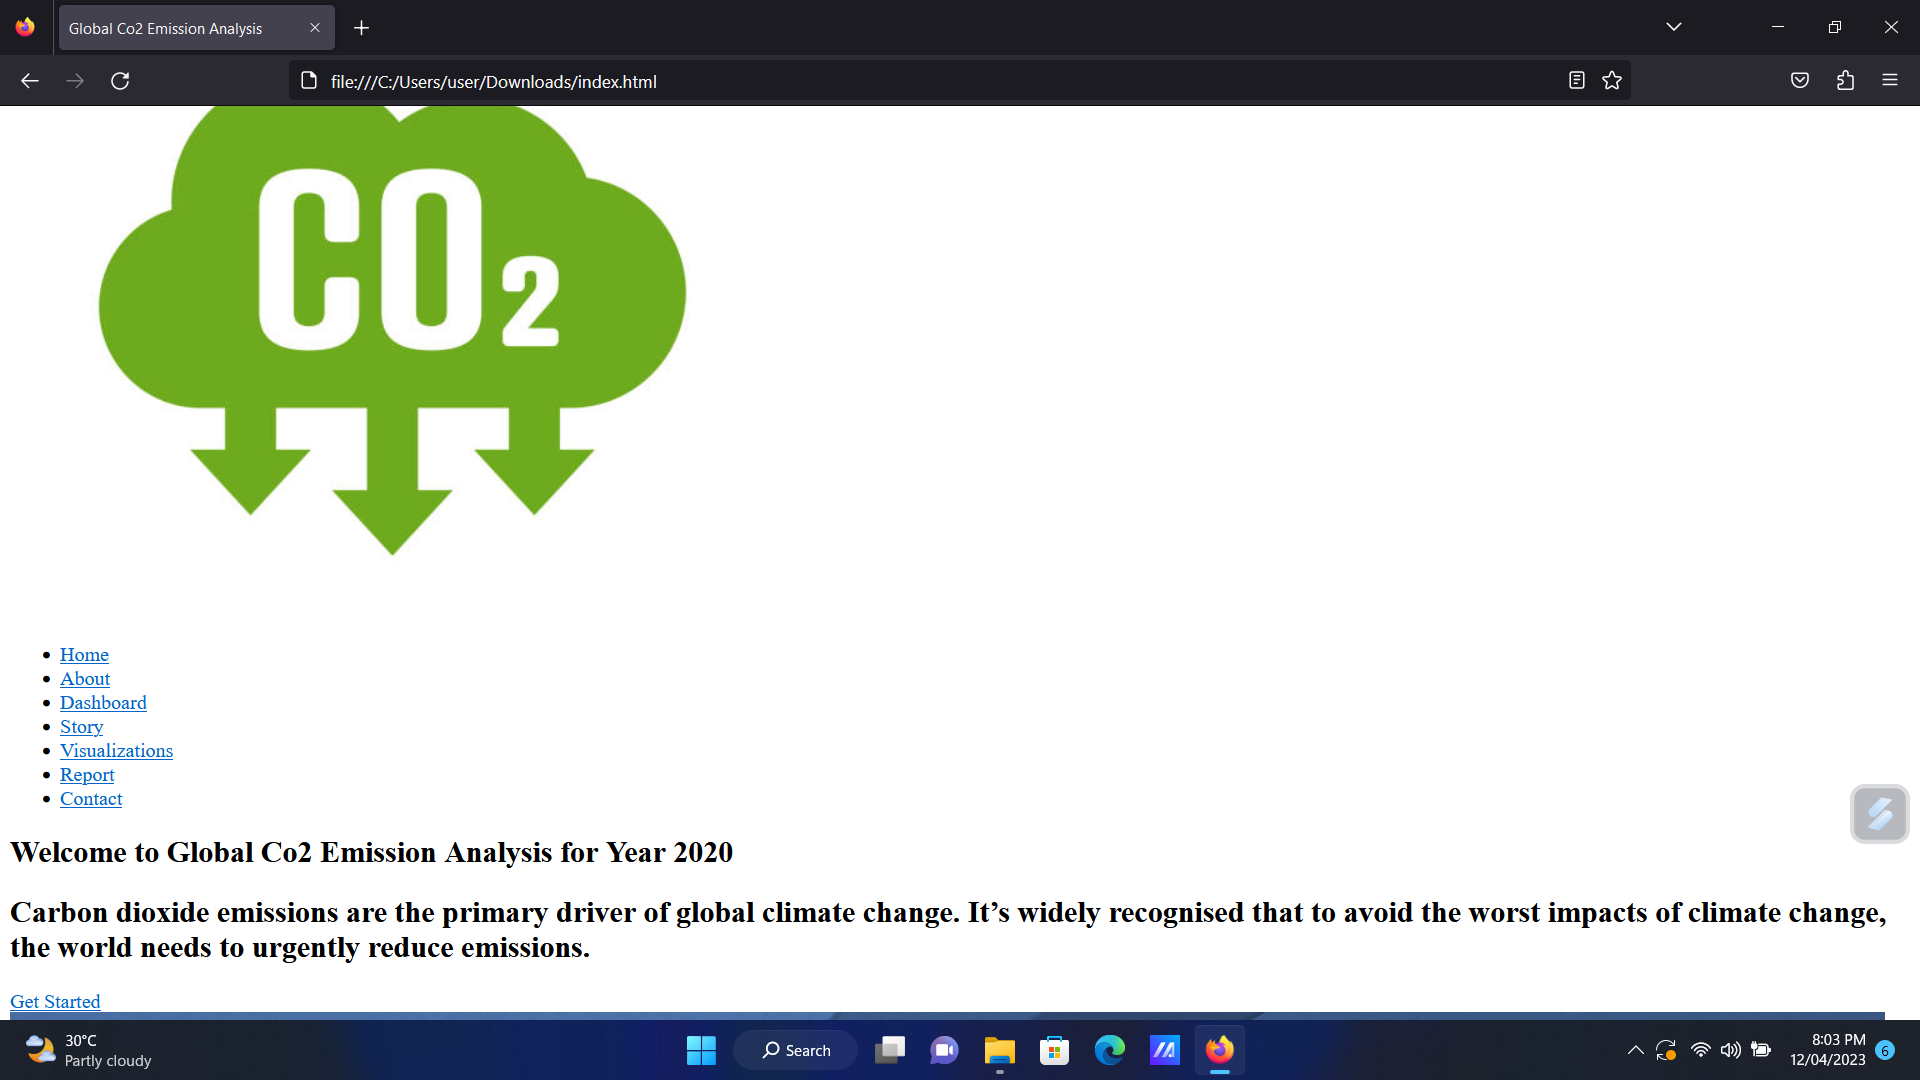 Global Co2 Emission Analysis
file:///C:/Users/user/Downloads/index.html
CO2
Home
About
Dashboard
Story
Visualizations
Report
Contact
Welcome to Global Co2 Emission Analysis for Year 2020
Carbon dioxide emissions are the primary driver of global climate change. It’s widely recognised that to avoid the worst impacts of climate change,
the world needs to urgently reduce emissions.
Get Started
30°C
Partly cloudy
Search
8:03 PM
12/04/2023
6